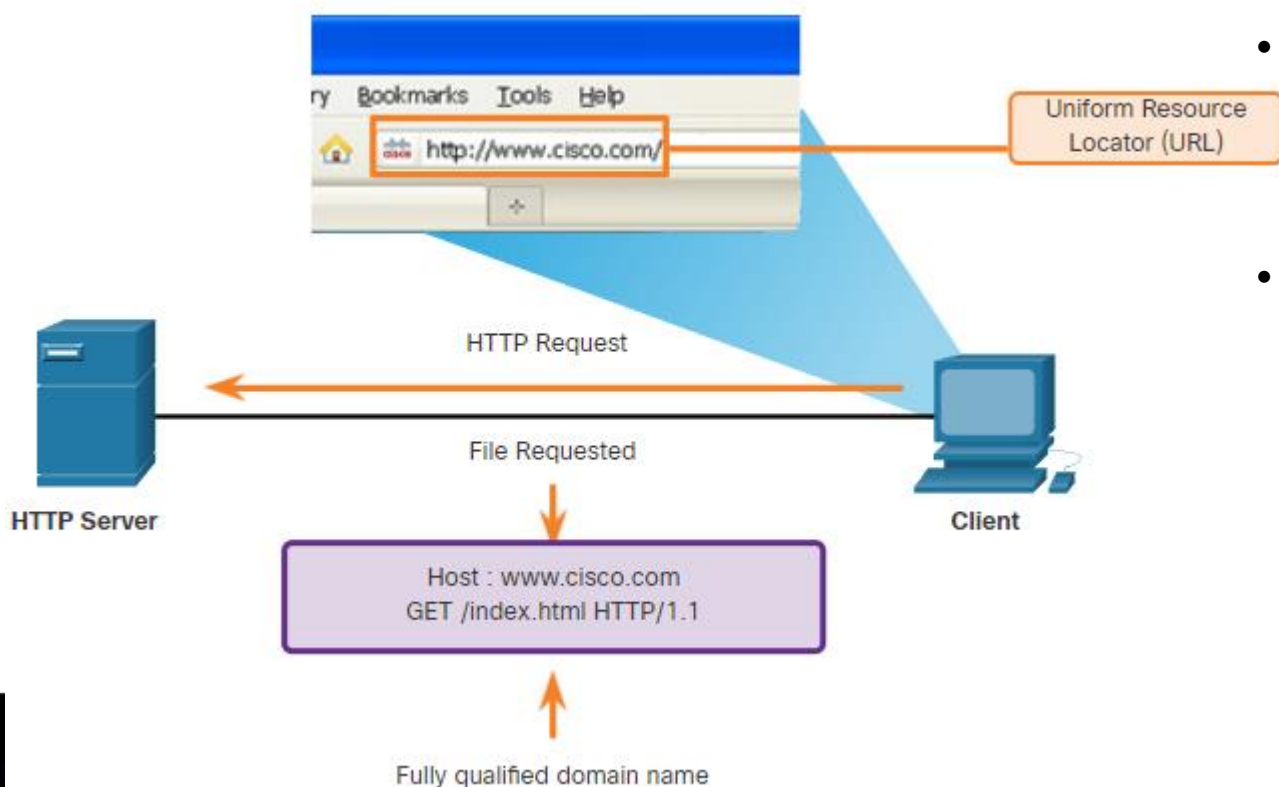 ry Bookmarks Tools Help
Uniform Resource
Locator (URL)
cisco http://www.cisco.com/
HTTP Request
File Requested
HTTP Server
Client
Host : www.cisco.com
GET /index.html HTTP/1.1
Fully qualified domain name